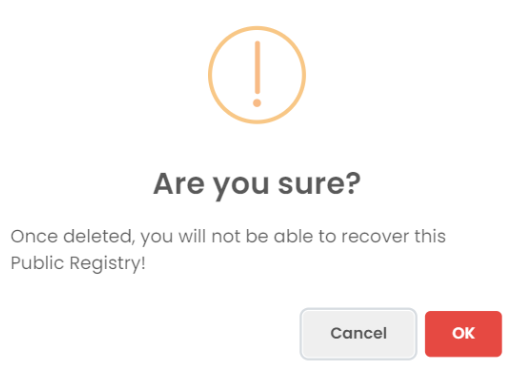 Are you sure?
Once deleted, you will not be able to recover this
Public Registry!
Cancel
OK